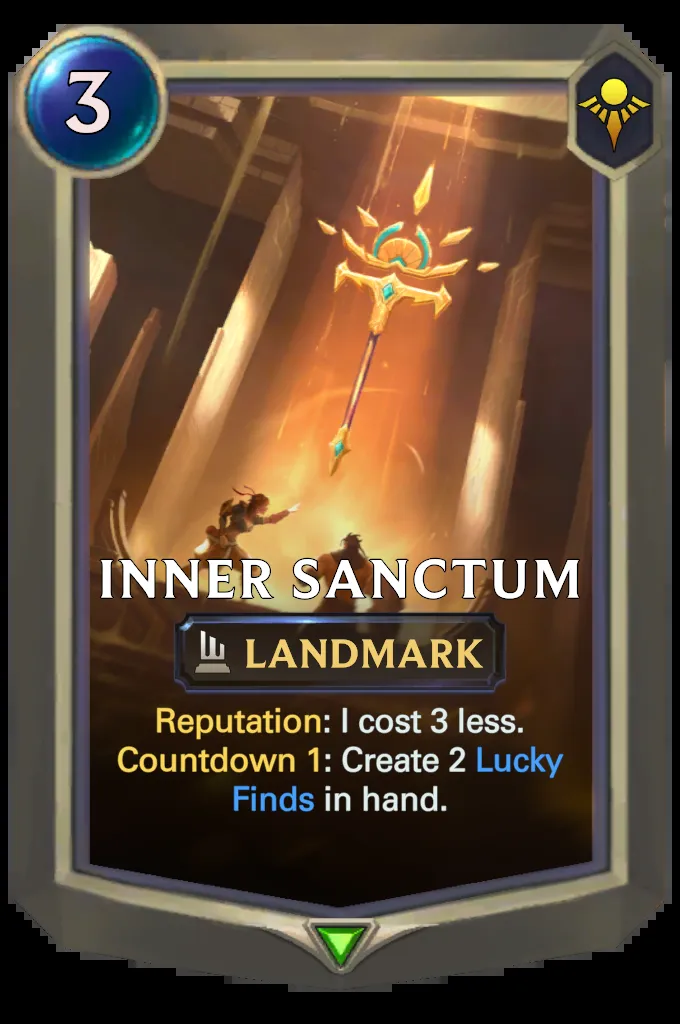 3
INNER SANCTUM
LANDMARK
Reputation: I cost 3 less.
Countdown 1: Create 2 Lucky
Finds in hand.